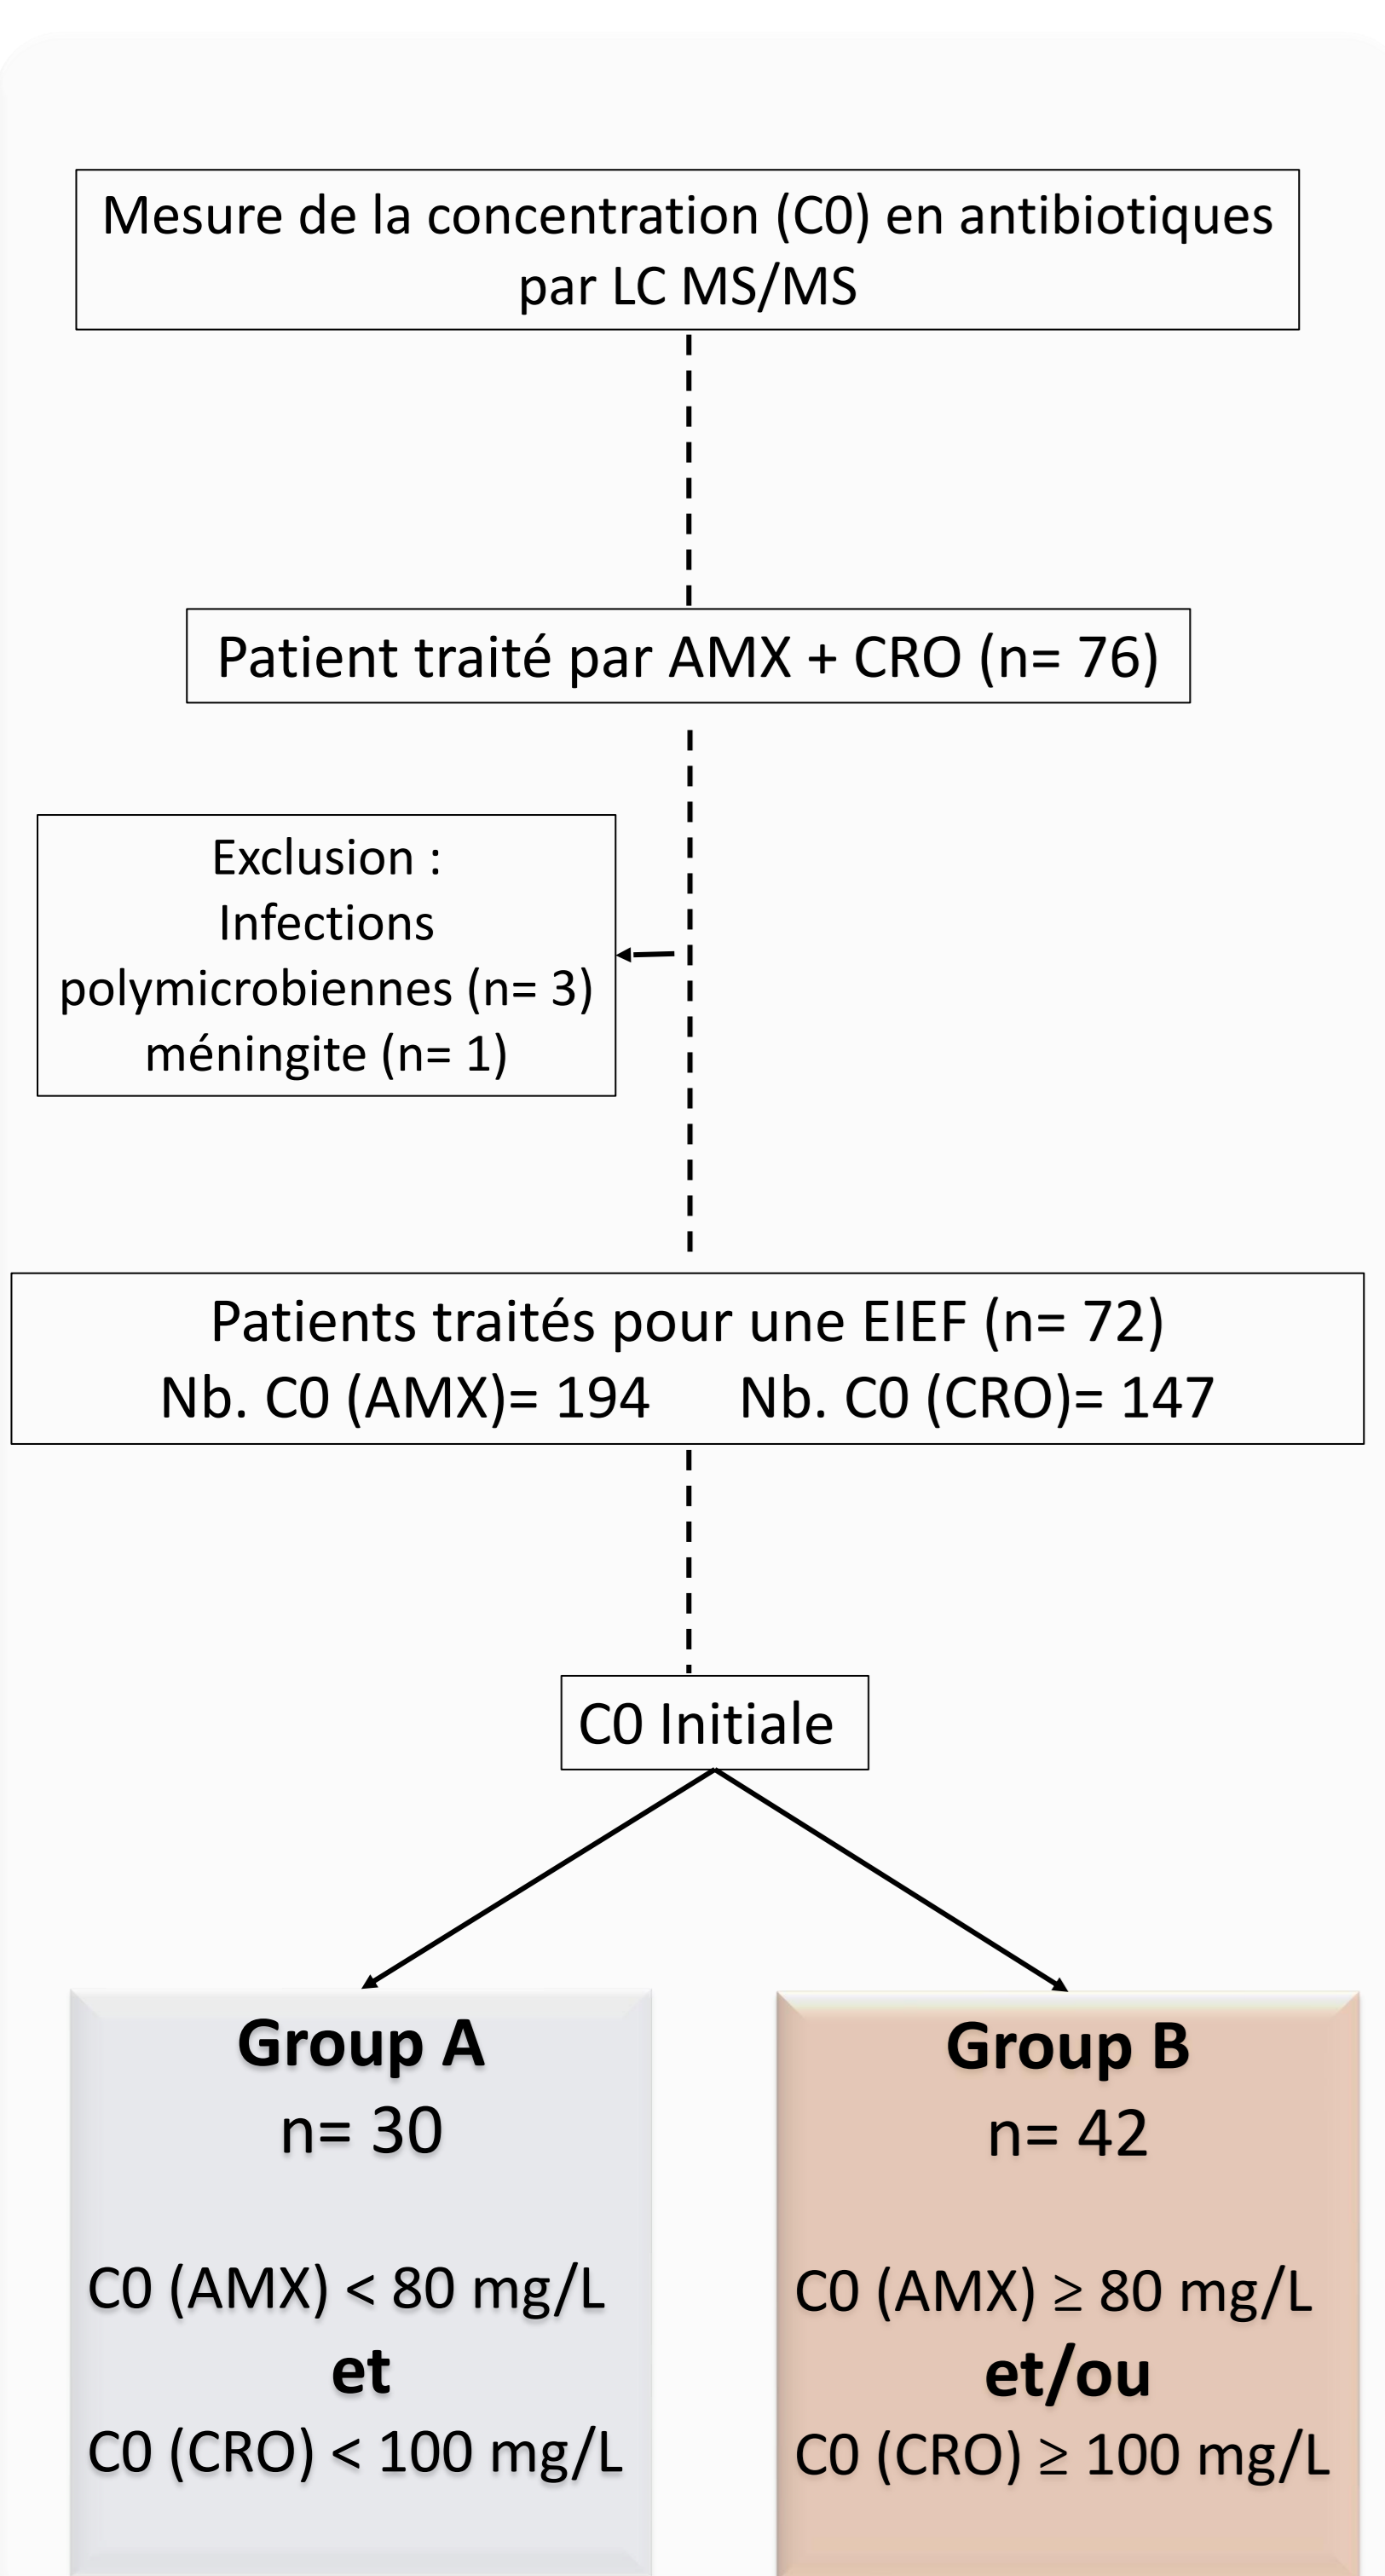 Mesure de la concentration (C0) en antibiotiques
par LC MS/MS
Patient traité par AMX + CRO (n= 76)
Exclusion :
Infections
polymicrobiennes (n= 3)
méningite (n= 1)
Patients traités pour une EIEF (n= 72)
Nb. C0 (AMX)= 194 Nb. C0 (CRO)= 147
C0 Initiale
Group A
n= 30
C0 (AMX) < 80 mg/L
et
C0 (CRO) < 100 mg/L
Group B
n= 42
C0 (AMX) ≥ 80 mg/L
et/ou
C0 (CRO) ≥ 100 mg/L